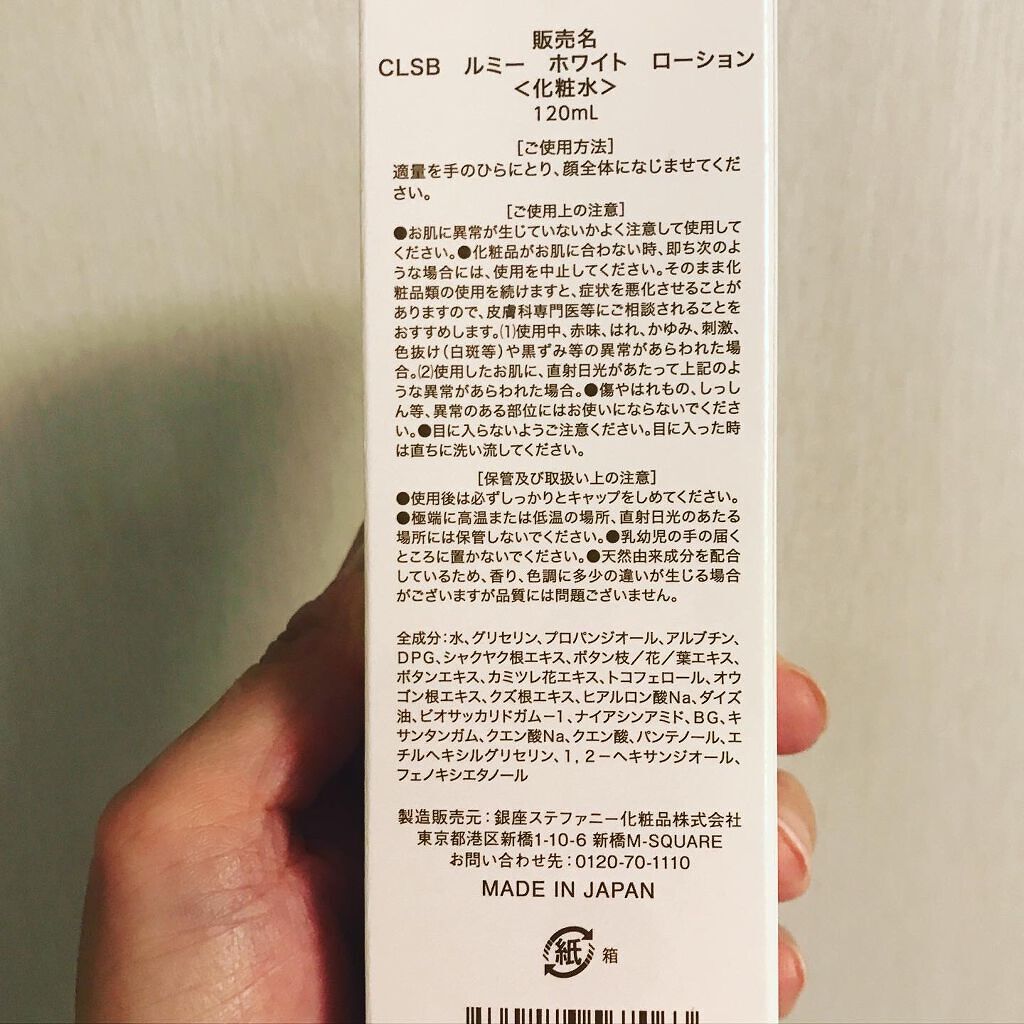 販売名
CLSB ルミー ホワイト ローション
<化粧水>
120mL
[ご使用方法]
適量を手のひらにとり、顔全体になじませてくだ
さい。
[ご使用上の注意]
●お肌に異常が生じていないかよく注意して使用して
ください。●化粧品がお肌に合わない時、即ち次のよ
うな場合には、使用を中止してください。そのまま化
粧品類の使用を続けますと、症状を悪化させることが
ありますので、皮膚科専門医等にご相談されることを
おすすめします。(1)使用中、赤味、はれ、かゆみ、刺激、
色抜け(白斑等)や黒ずみ等の異常があらわれた場
合。(2)使用したお肌に、直射日光があたって上記のよ
うな異常があらわれた場合。●傷やはれもの、しっし
ん等、異常のある部位にはお使いにならないでくださ
い。●目に入らないようご注意ください。目に入った時
は直ちに洗い流してください。
[保管及び取扱い上の注意]
●使用後は必ずしっかりとキャップをしめてください。
●極端に高温または低温の場所、直射日光のあたる
場所には保管しないでください。●乳幼児の手の届く
ところに置かないでください。●天然由来成分を配合
しているため、香り、色調に多少の違いが生じる場合
がございますが品質には問題ございません。
全成分:水、グリセリン、プロパンジオール、アルブチン、
DPG、シャクヤク根エキス、ボタン枝/花/葉エキス、
ボタンエキス、カミツレ花エキス、トコフェロール、オウ
ゴン根エキス、クズ根エキス、ヒアルロン酸Na、ダイズ
油、ビオサッカリドガム-1、ナイアシンアミド、BG、キ
サンタンガム、クエン酸Na、クエン酸、パンテノール、エ
チルヘキシルグリセリン、1,2-ヘキサンジオール、
フェノキシエタノール
製造販売元:銀座ステファニー化粧品株式会社
東京都港区新橋1-10-6 新橋M-SQUARE
お問い合わせ先:0120-70-1110
MADE IN JAPAN
紙 箱